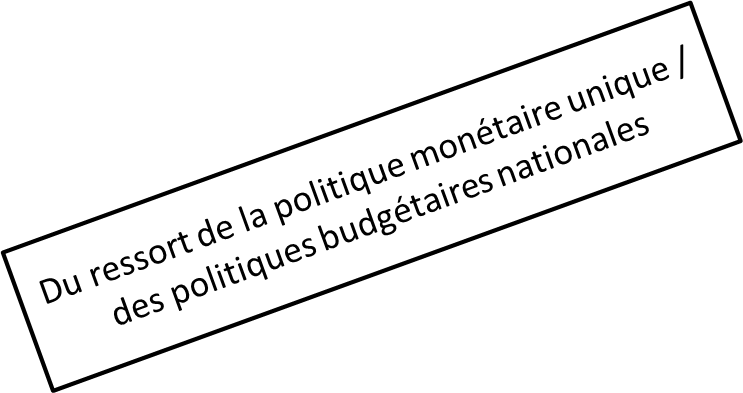 Du ressort de la politique monétaire unique /
des politiques budgétaires nationales